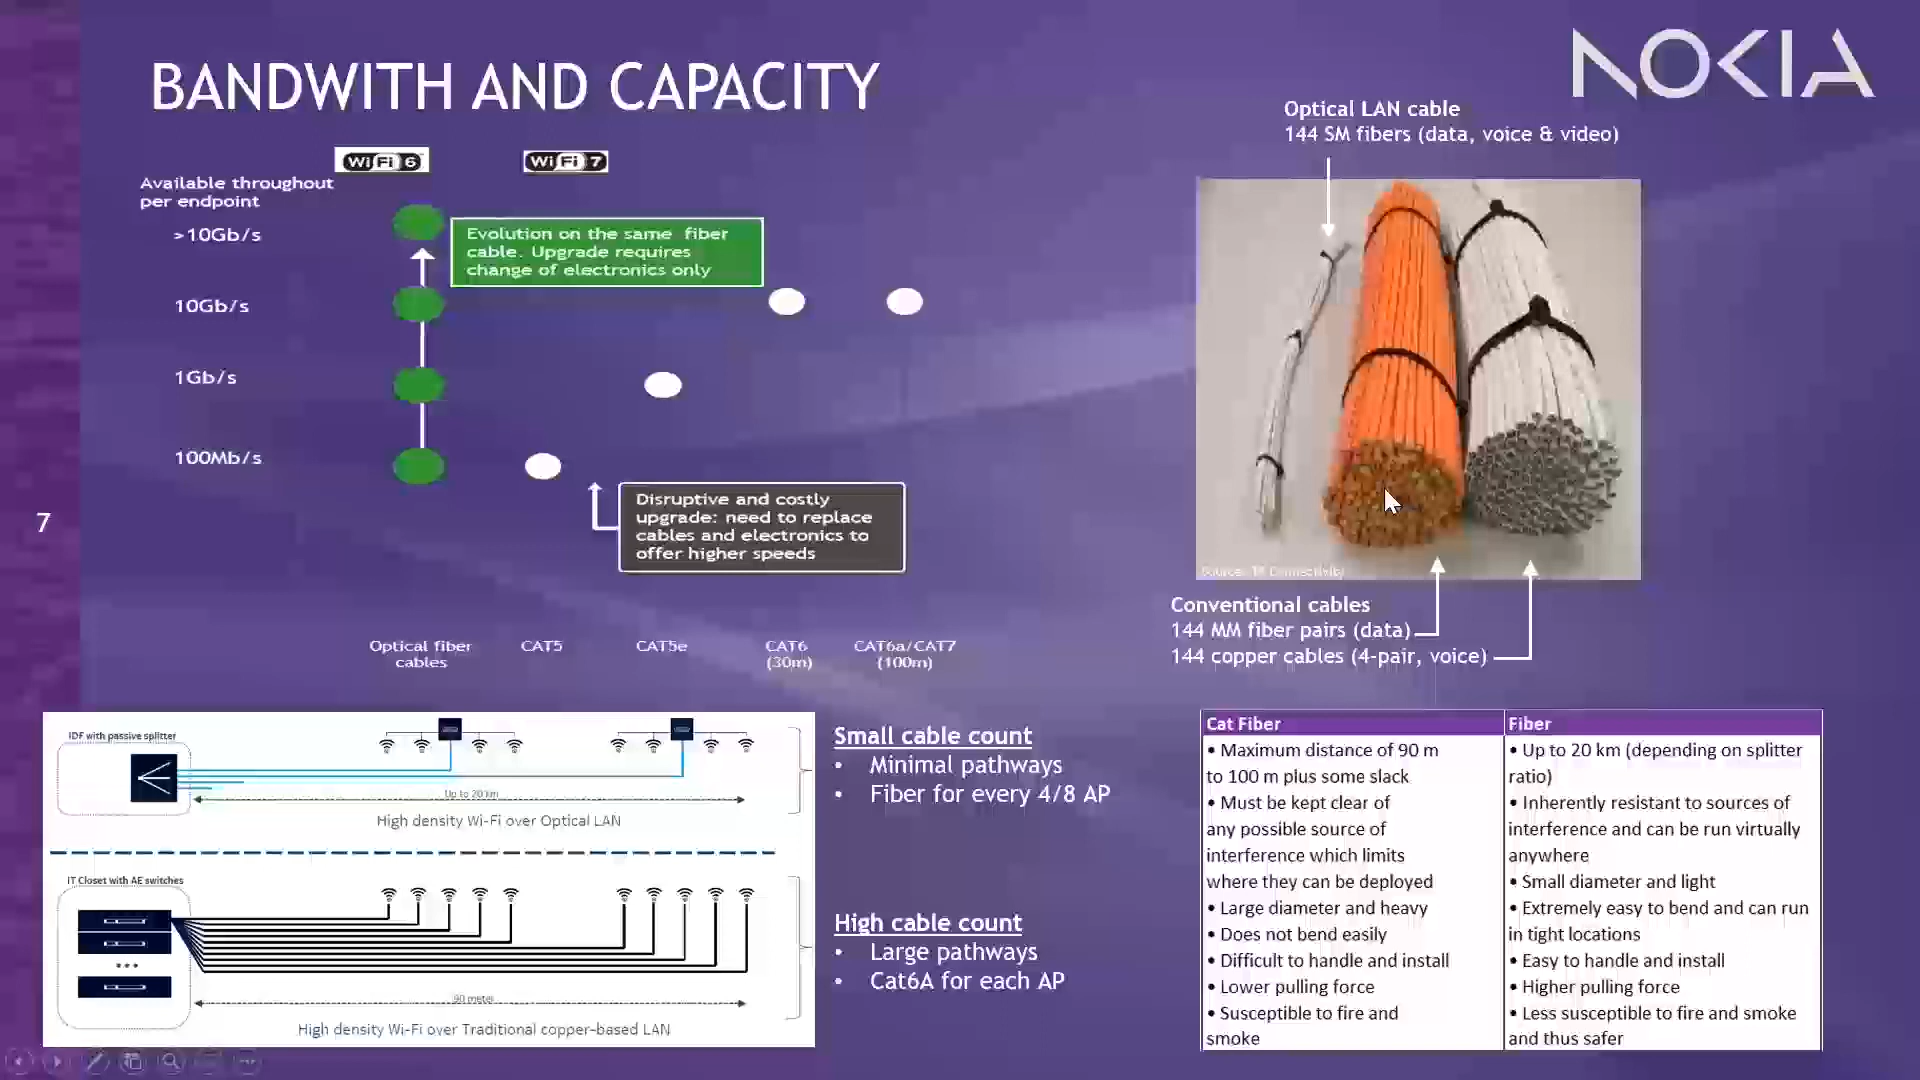 BANDWITH AND CAPACITY
NOKIA
Wi Fi 6
Wi Fi 7
Available throughout
per endpoint
>10Gb/s
10Gb/s
1Gb/s
100Mb/s
Evolution on the same fiber
cable. Upgrade requires
change of electronics only
Disruptive and costly
upgrade: need to replace
cables and electronics to
offer higher speeds
Optical fiber
cables
CAT5
CAT5e
CAT6
(30m)
CAT6a/CAT7
(100m)
7
Optical LAN cable
144 SM fibers (data, voice & video)
Source: TE Connectivity
Conventional cables
144 MM fiber pairs (data)
144 copper cables (4-pair, voice)
IDF with passive splitter
Up to 20 km
High density Wi-Fi over Optical LAN
IT Closet with AE switches
90 meter
High density Wi-Fi over Traditional copper-based LAN
Small cable count
• Minimal pathways
• Fiber for every 4/8 AP
High cable count
• Large pathways
• Cat6A for each AP
Cat Fiber
• Maximum distance of 90 m
to 100 m plus some slack
• Must be kept clear of
any possible source of
interference which limits
where they can be deployed
• Large diameter and heavy
• Does not bend easily
• Difficult to handle and install
• Lower pulling force
• Susceptible to fire and
smoke
Fiber
• Up to 20 km (depending on splitter
ratio)
• Inherently resistant to sources of
interference and can be run virtually
anywhere
• Small diameter and light
• Extremely easy to bend and can run
in tight locations
• Easy to handle and install
• Higher pulling force
• Less susceptible to fire and smoke
and thus safer